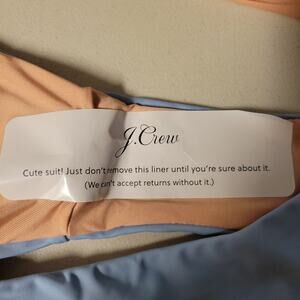 J.Crew
Cute suit! Just don't remove this liner until you're sure about it.
(We can't accept returns without it.)